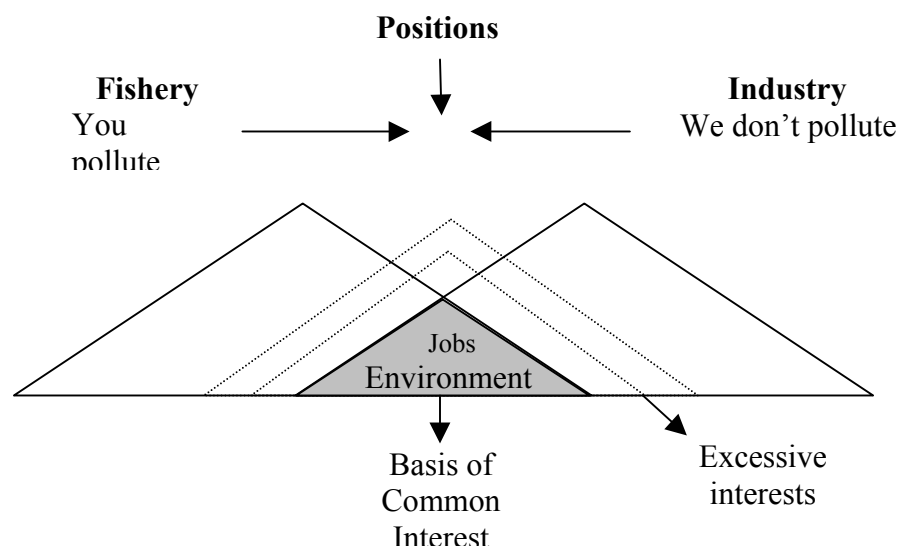 Positions
Fishery
You
pollute
Industry
We don’t pollute
Jobs
Environment
Basis of
Common
Interest
Excessive
interests